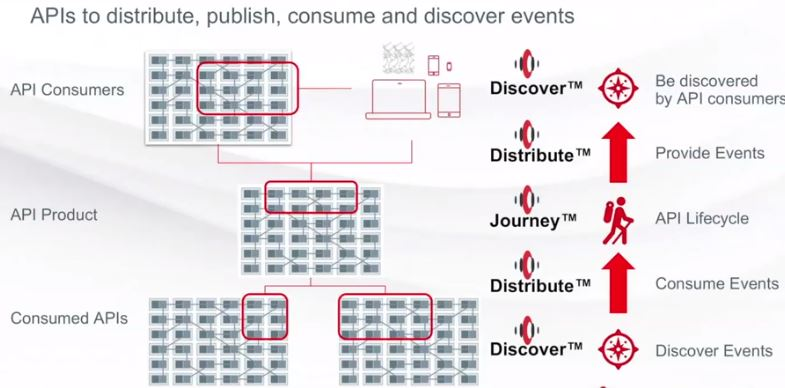 APIs to distribute, publish, consume and discover events
API Consumers
Discover™
Be discovered
by API consumers
Distribute™
Provide Events
API Product
Journey™
API Lifecycle
Distribute™
Consume Events
Consumed APIs
Discover™
Discover Events